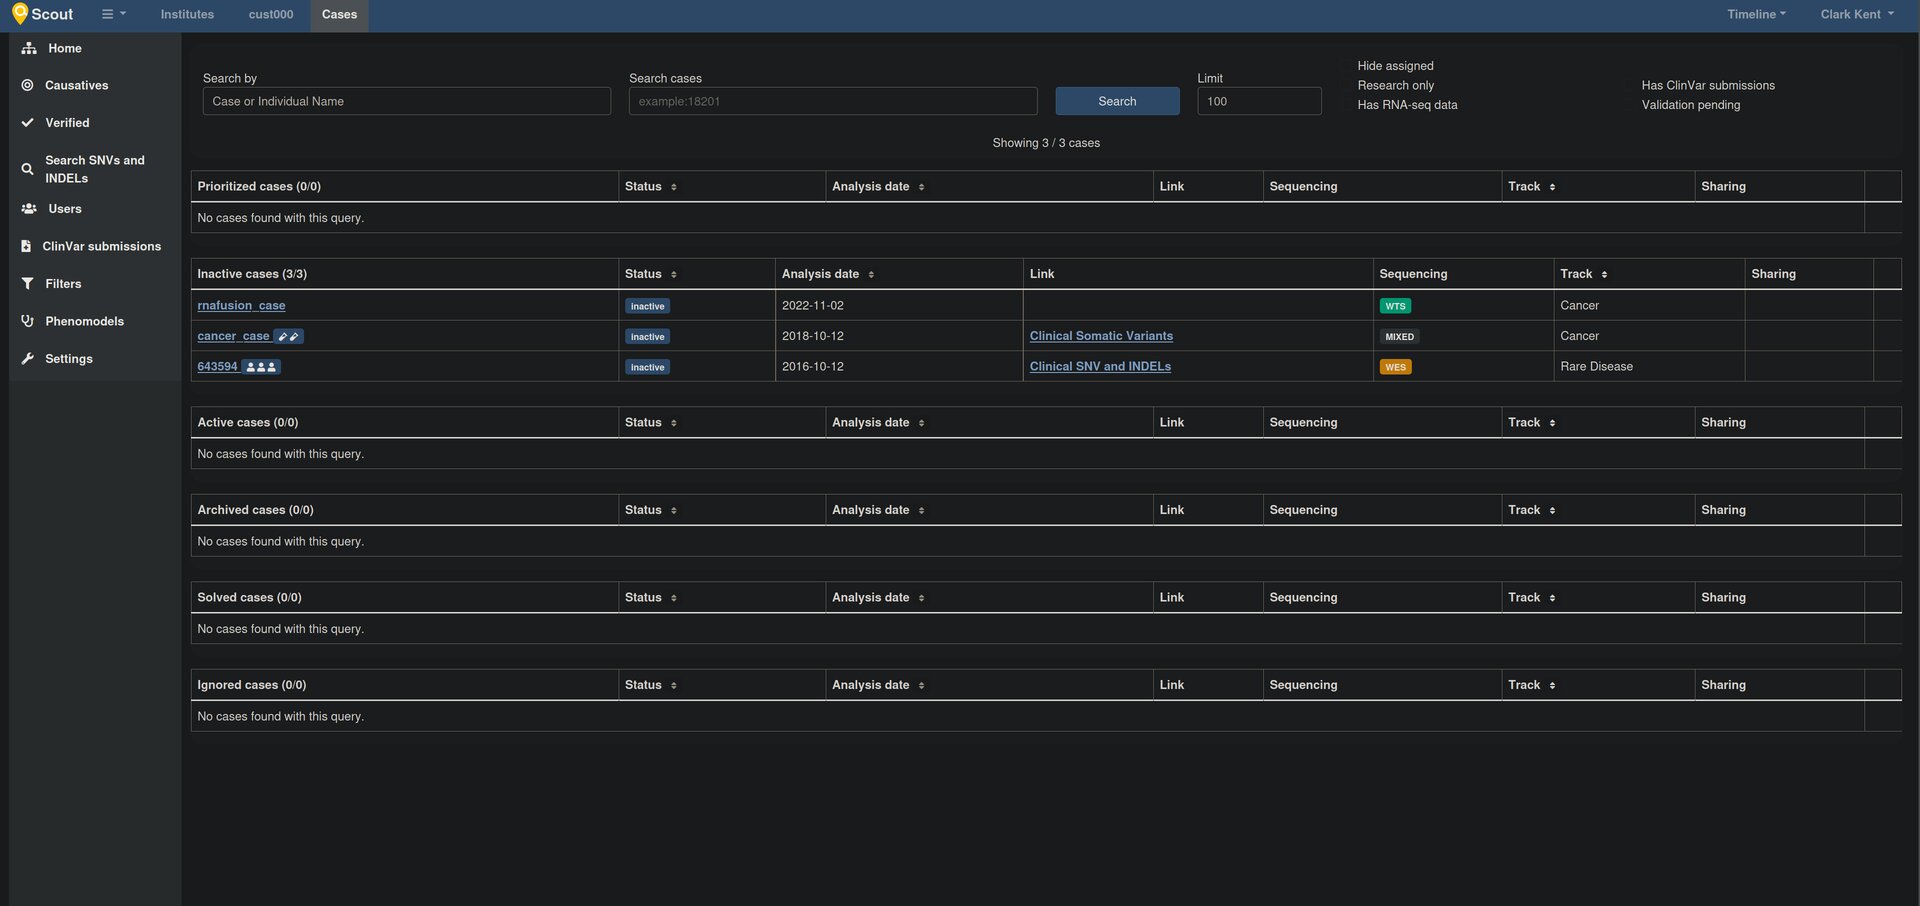 Scout Institutes cust000 Cases Timeline Clark Kent
Home
Causatives
Verified
Search SNVs and
INDELs
Users
ClinVar submissions
Filters
Phenomodels
Settings
Search by
Case or Individual Name
Search cases
example:18201
Search
Limit
100
Hide assigned
Research only
Has RNA-seq data
Has ClinVar submissions
Validation pending
Showing 3 / 3 cases
Prioritized cases (0/0) Status Analysis date Link Sequencing Track Sharing
No cases found with this query.
Inactive cases (3/3) Status Analysis date Link Sequencing Track Sharing
rnafusion_case inactive 2022-11-02 WTS Cancer
cancer_case inactive 2018-10-12 Clinical Somatic Variants MIXED Cancer
643594 inactive 2016-10-12 Clinical SNV and INDELs WES Rare Disease
Active cases (0/0) Status Analysis date Link Sequencing Track Sharing
No cases found with this query.
Archived cases (0/0) Status Analysis date Link Sequencing Track Sharing
No cases found with this query.
Solved cases (0/0) Status Analysis date Link Sequencing Track Sharing
No cases found with this query.
Ignored cases (0/0) Status Analysis date Link Sequencing Track Sharing
No cases found with this query.